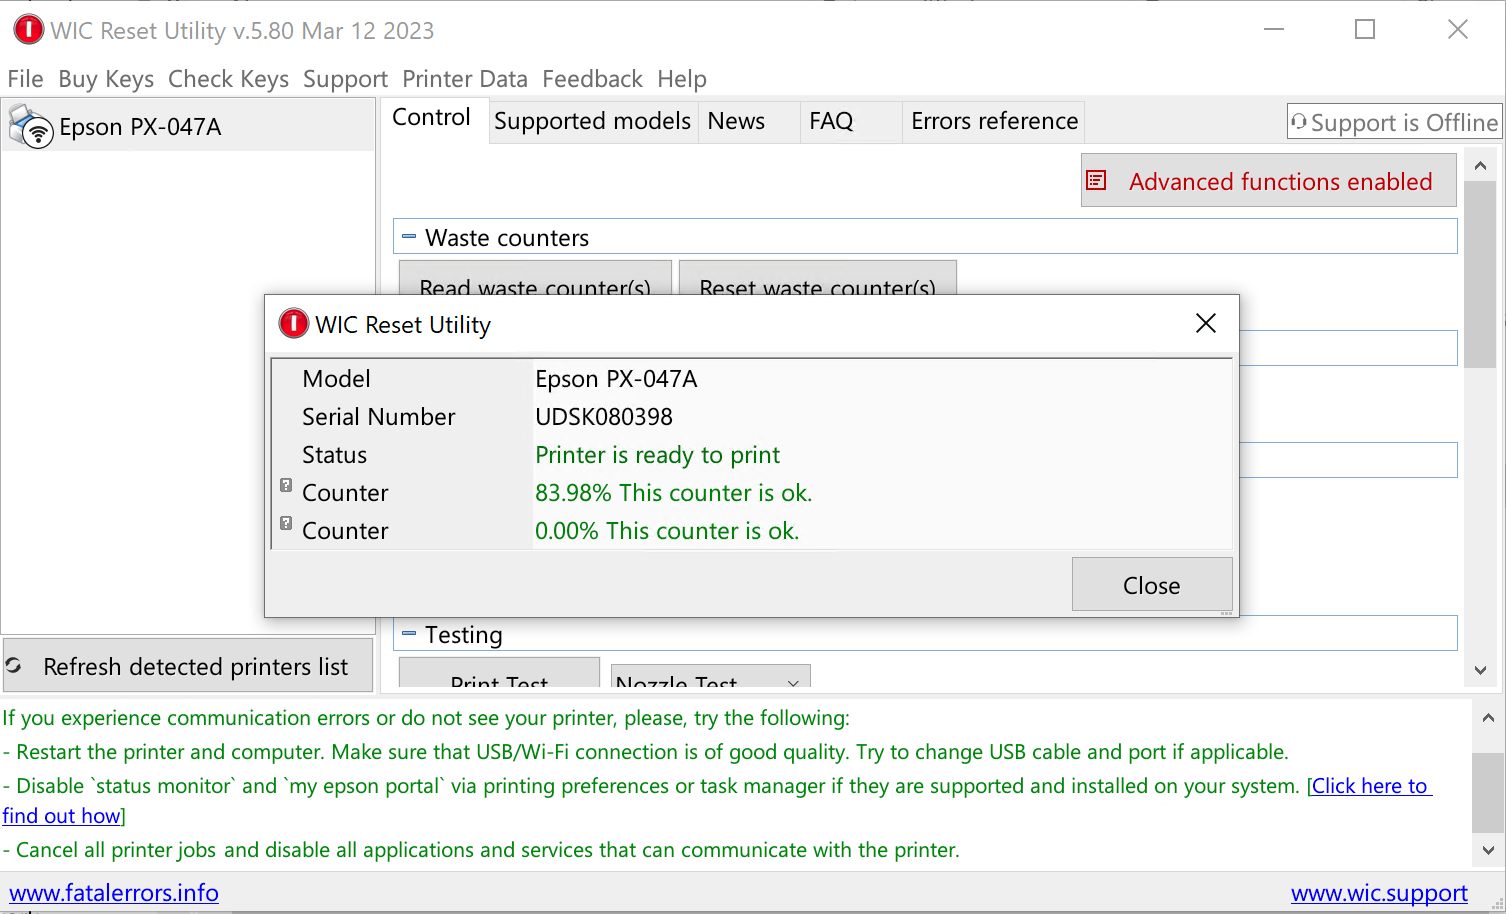 WIC Reset Utility v.5.80 Mar 12 2023
File Buy Keys Check Keys Support Printer Data Feedback Help
Epson PX-047A
Control Supported models News FAQ Errors reference
Support is Offline
Advanced functions enabled
Waste counters
Read waste counter(s) Reset waste counter(s)
WIC Reset Utility
Model Epson PX-047A
Serial Number UDSK080398
Status Printer is ready to print
Counter 83.98% This counter is ok.
Counter 0.00% This counter is ok.
Close
Testing
Print Test Nozzle Test
Refresh detected printers list
If you experience communication errors or do not see your printer, please, try the following:
- Restart the printer and computer. Make sure that USB/Wi-Fi connection is of good quality. Try to change USB cable and port if applicable.
- Disable `status monitor` and `my epson portal` via printing preferences or task manager if they are supported and installed on your system. [Click here to
find out how]
- Cancel all printer jobs and disable all applications and services that can communicate with the printer.
www.fatalerrors.info www.wic.support